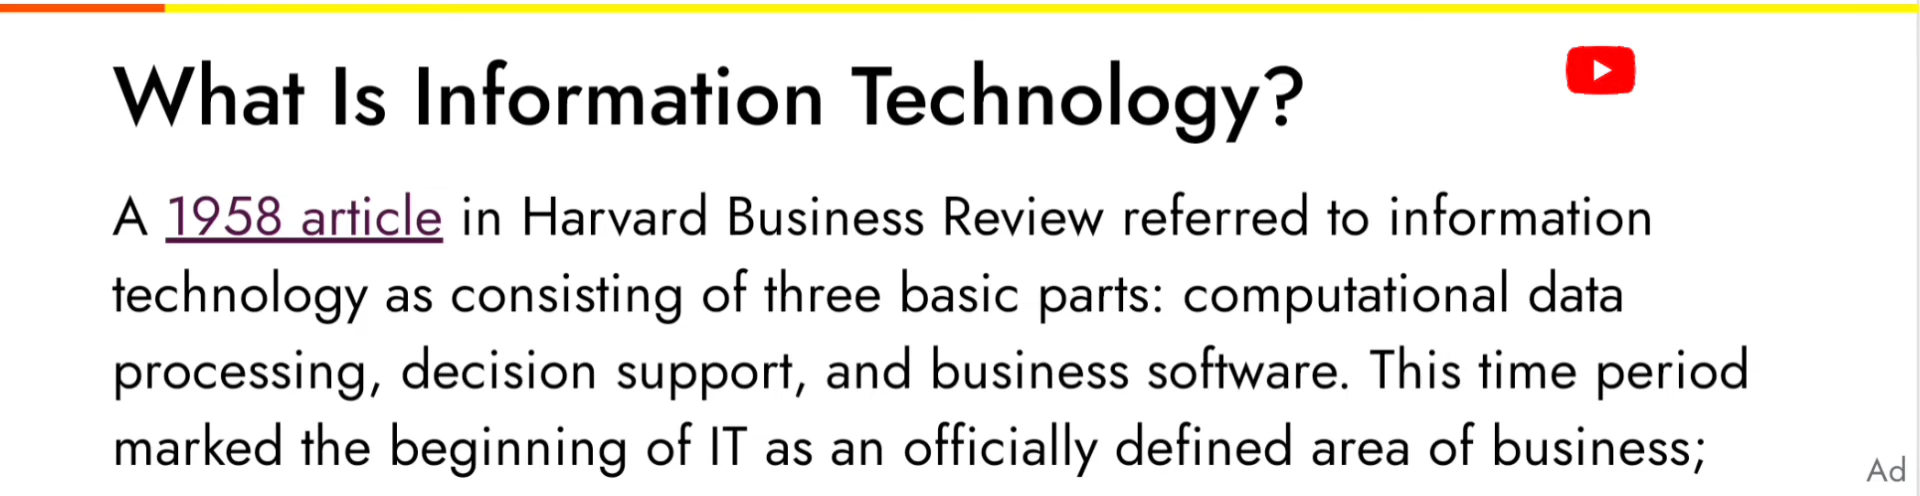 What Is Information Technology?
A 1958 article in Harvard Business Review referred to information
technology as consisting of three basic parts: computational data
processing, decision support, and business software. This time period
marked the beginning of IT as an officially defined area of business;
Ad